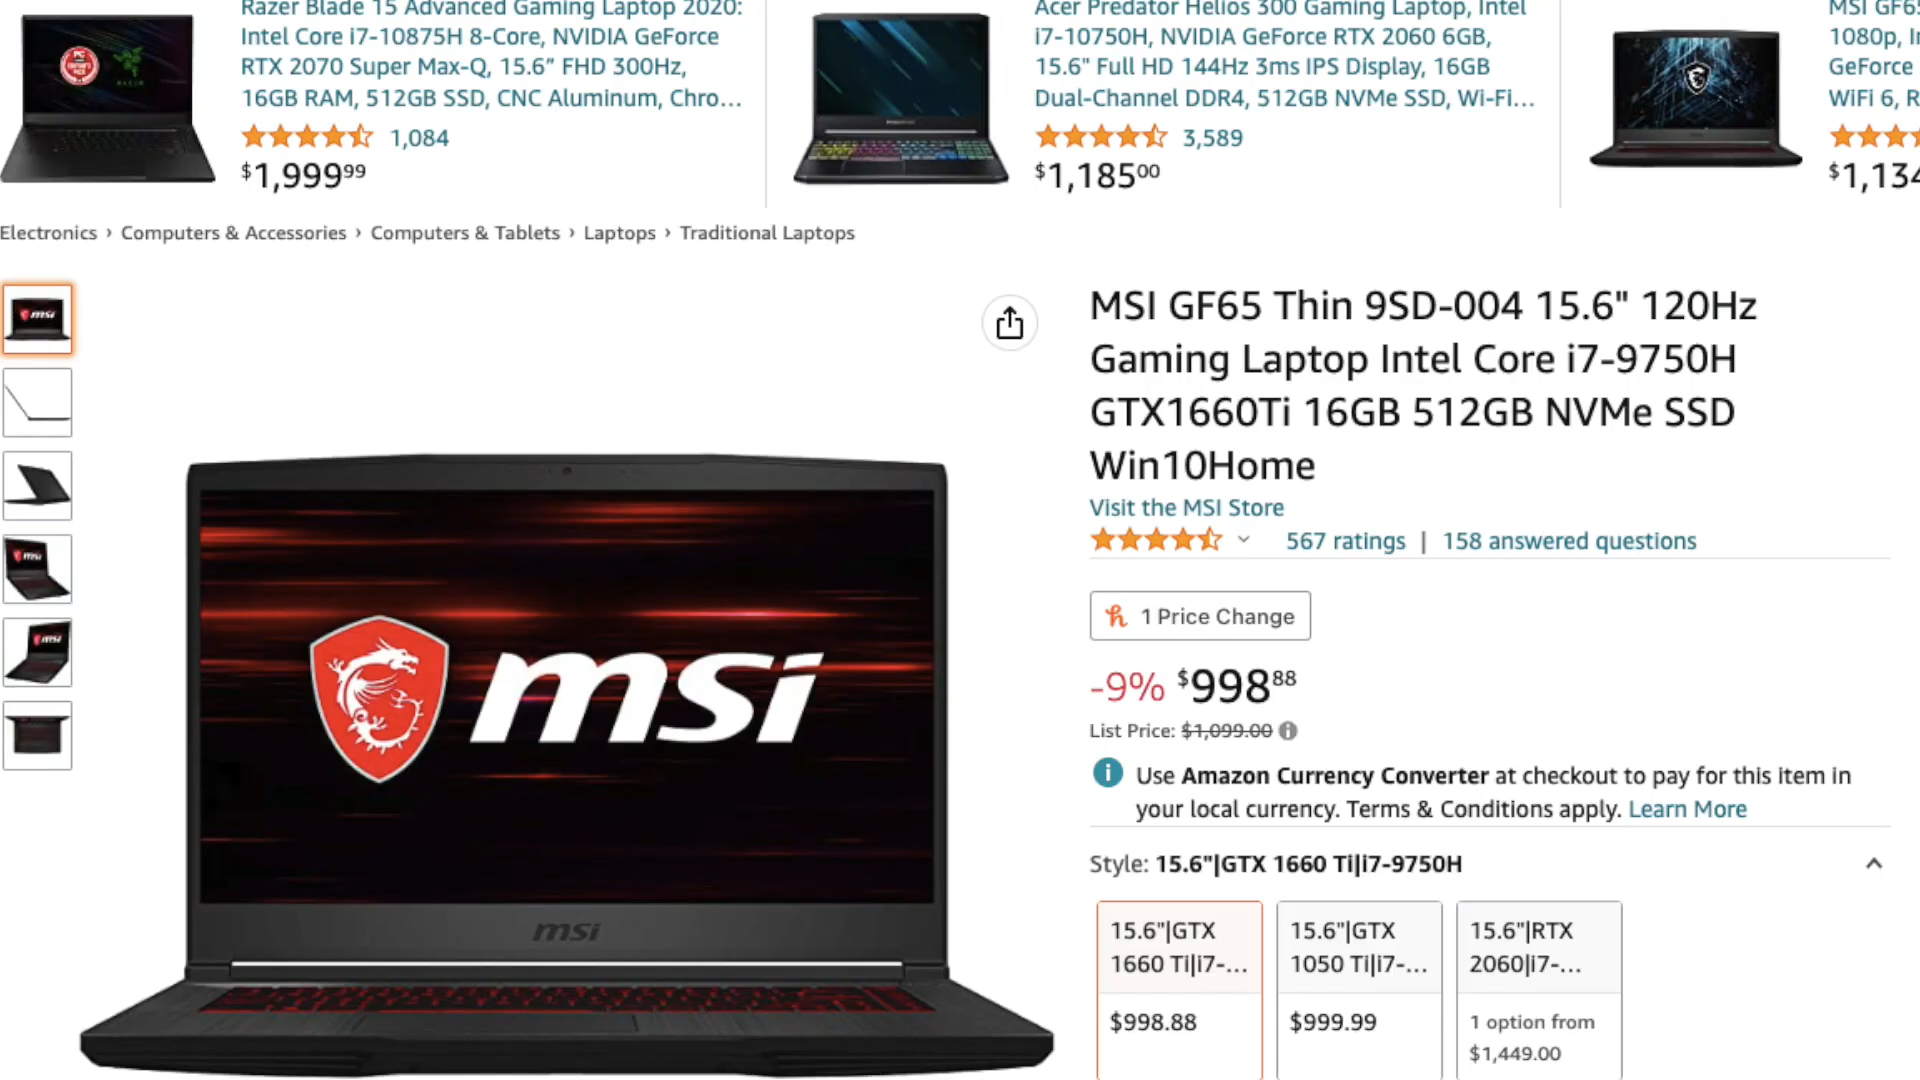 Razer Blade 15 Advanced Gaming Laptop 2020:
Intel Core i7-10875H 8-Core, NVIDIA GeForce
RTX 2070 Super Max-Q, 15.6” FHD 300Hz,
16GB RAM, 512GB SSD, CNC Aluminum, Chro...
1,084
$1,999 99
Acer Predator Helios 300 Gaming Laptop, Intel
i7-10750H, NVIDIA GeForce RTX 2060 6GB,
15.6" Full HD 144Hz 3ms IPS Display, 16GB
Dual-Channel DDR4, 512GB NVMe SSD, Wi-Fi...
3,589
$1,185 00
MSI GF65
1080p, I
GeForce
WiFi 6, R
$1,134
Electronics › Computers & Accessories › Computers & Tablets › Laptops › Traditional Laptops
msi
msi
MSI GF65 Thin 9SD-004 15.6" 120Hz
Gaming Laptop Intel Core i7-9750H
GTX1660Ti 16GB 512GB NVMe SSD
Win10Home
Visit the MSI Store
567 ratings | 158 answered questions
1 Price Change
-9% $998 88
List Price: $1,099.00
Use Amazon Currency Converter at checkout to pay for this item in
your local currency. Terms & Conditions apply. Learn More
Style: 15.6"|GTX 1660 Ti|i7-9750H
15.6"|GTX
1660 Ti|i7-...
$998.88
15.6"|GTX
1050 Ti|i7-...
$999.99
15.6"|RTX
2060|i7-...
1 option from
$1,449.00